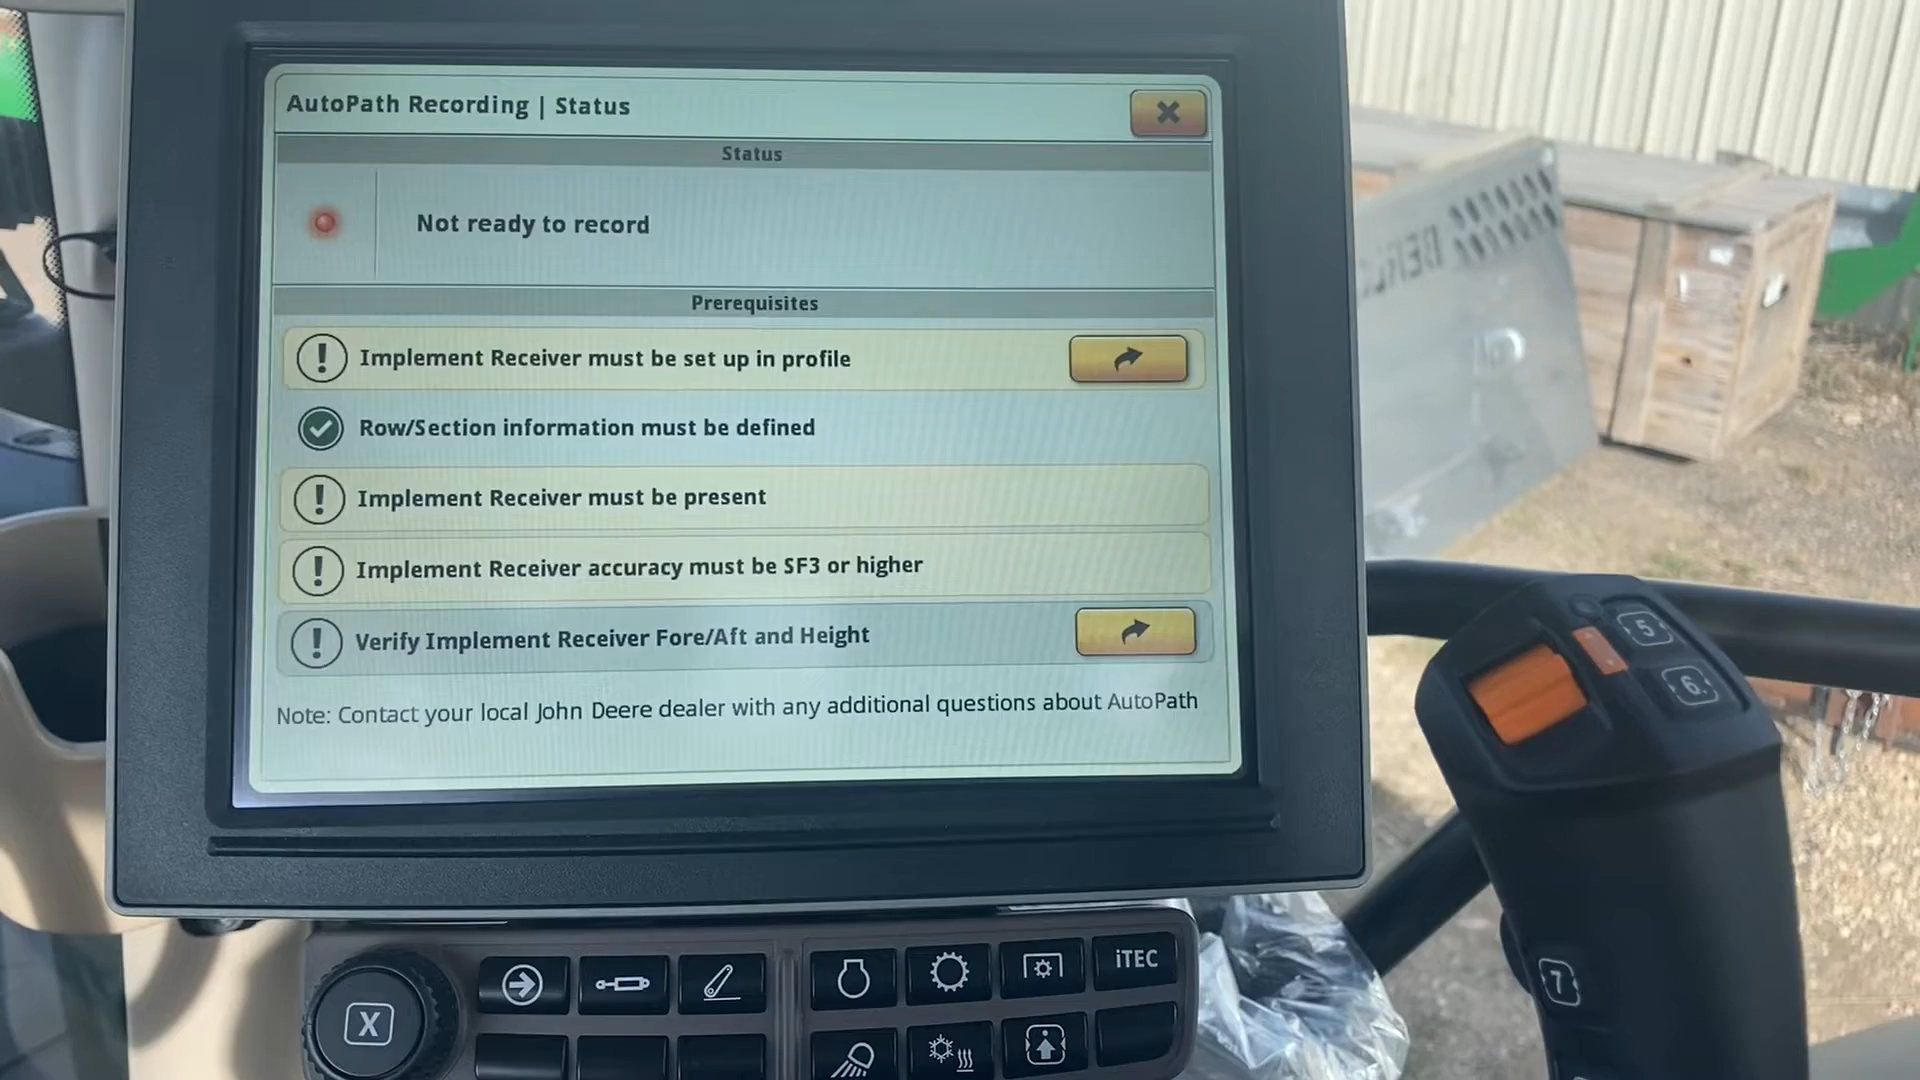 AutoPath Recording | Status
Status
Not ready to record
Prerequisites
Implement Receiver must be set up in profile
Row/Section information must be defined
Implement Receiver must be present
Implement Receiver accuracy must be SF3 or higher
Verify Implement Receiver Fore/Aft and Height
Note: Contact your local John Deere dealer with any additional questions about AutoPath
X
iTEC
5
6
7